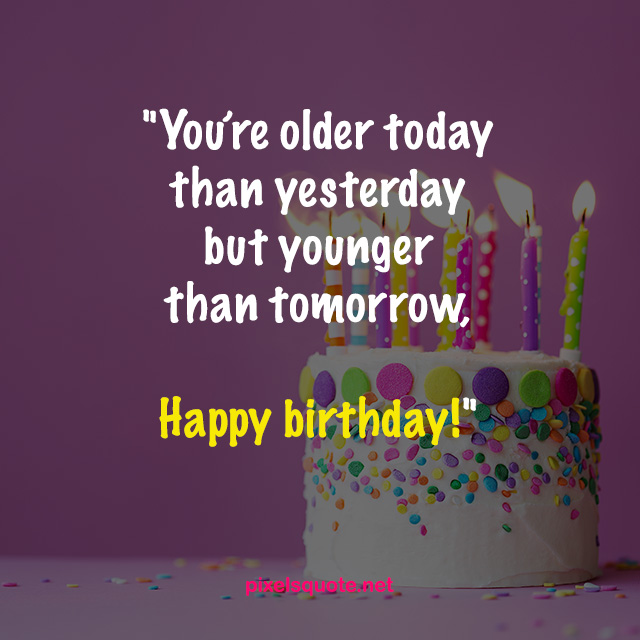 "You're older today
than yesterday
but younger
than tomorrow,
Happy birthday!"
pixelsquote.net